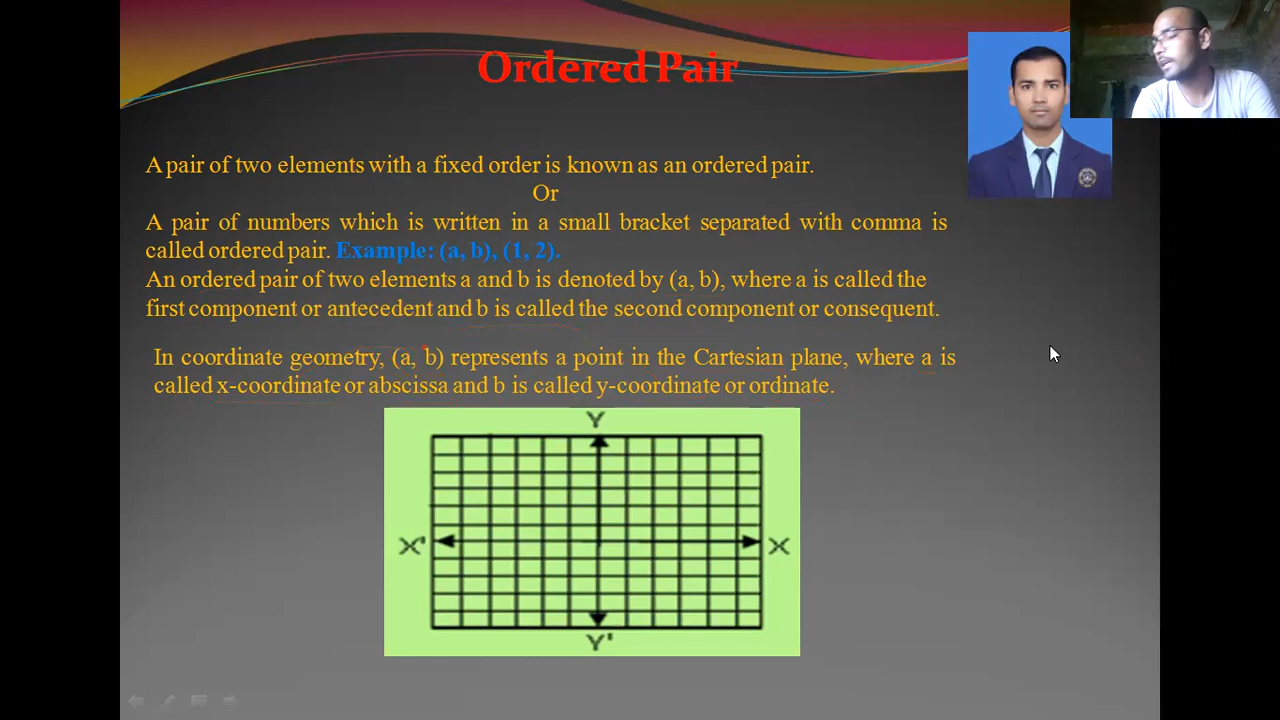 Ordered Pair
A pair of two elements with a fixed order is known as an ordered pair.
Or
A pair of numbers which is written in a small bracket separated with comma is
called ordered pair. Example: (a, b), (1, 2).
An ordered pair of two elements a and b is denoted by (a, b), where a is called the
first component or antecedent and b is called the second component or consequent.
In coordinate geometry, (a, b) represents a point in the Cartesian plane, where a is
called x-coordinate or abscissa and b is called y-coordinate or ordinate.
Y
X' X
Y'